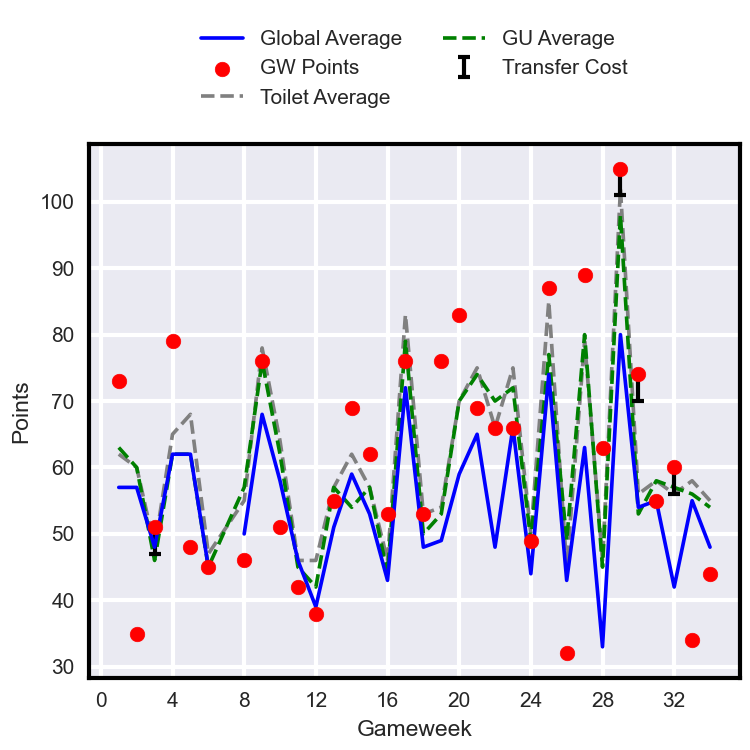 Global Average
GU Average
GW Points
Transfer Cost
Toilet Average
Points
100
90
80
70
60
50
40
30
0 4 8 12 16 20 24 28 32
Gameweek